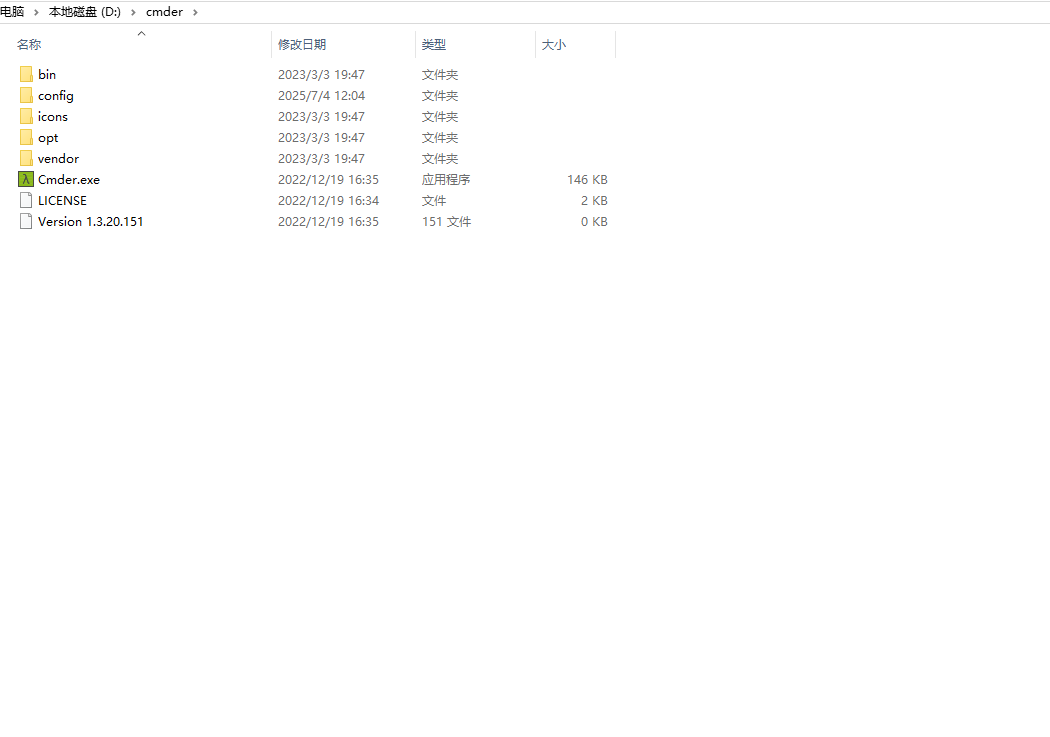 电脑 › 本地磁盘 (D:) › cmder ›
名称 修改日期 类型 大小
bin 2023/3/3 19:47 文件夹
config 2025/7/4 12:04 文件夹
icons 2023/3/3 19:47 文件夹
opt 2023/3/3 19:47 文件夹
vendor 2023/3/3 19:47 文件夹
λ Cmder.exe 2022/12/19 16:35 应用程序 146 KB
LICENSE 2022/12/19 16:34 文件 2 KB
Version 1.3.20.151 2022/12/19 16:35 151 文件 0 KB